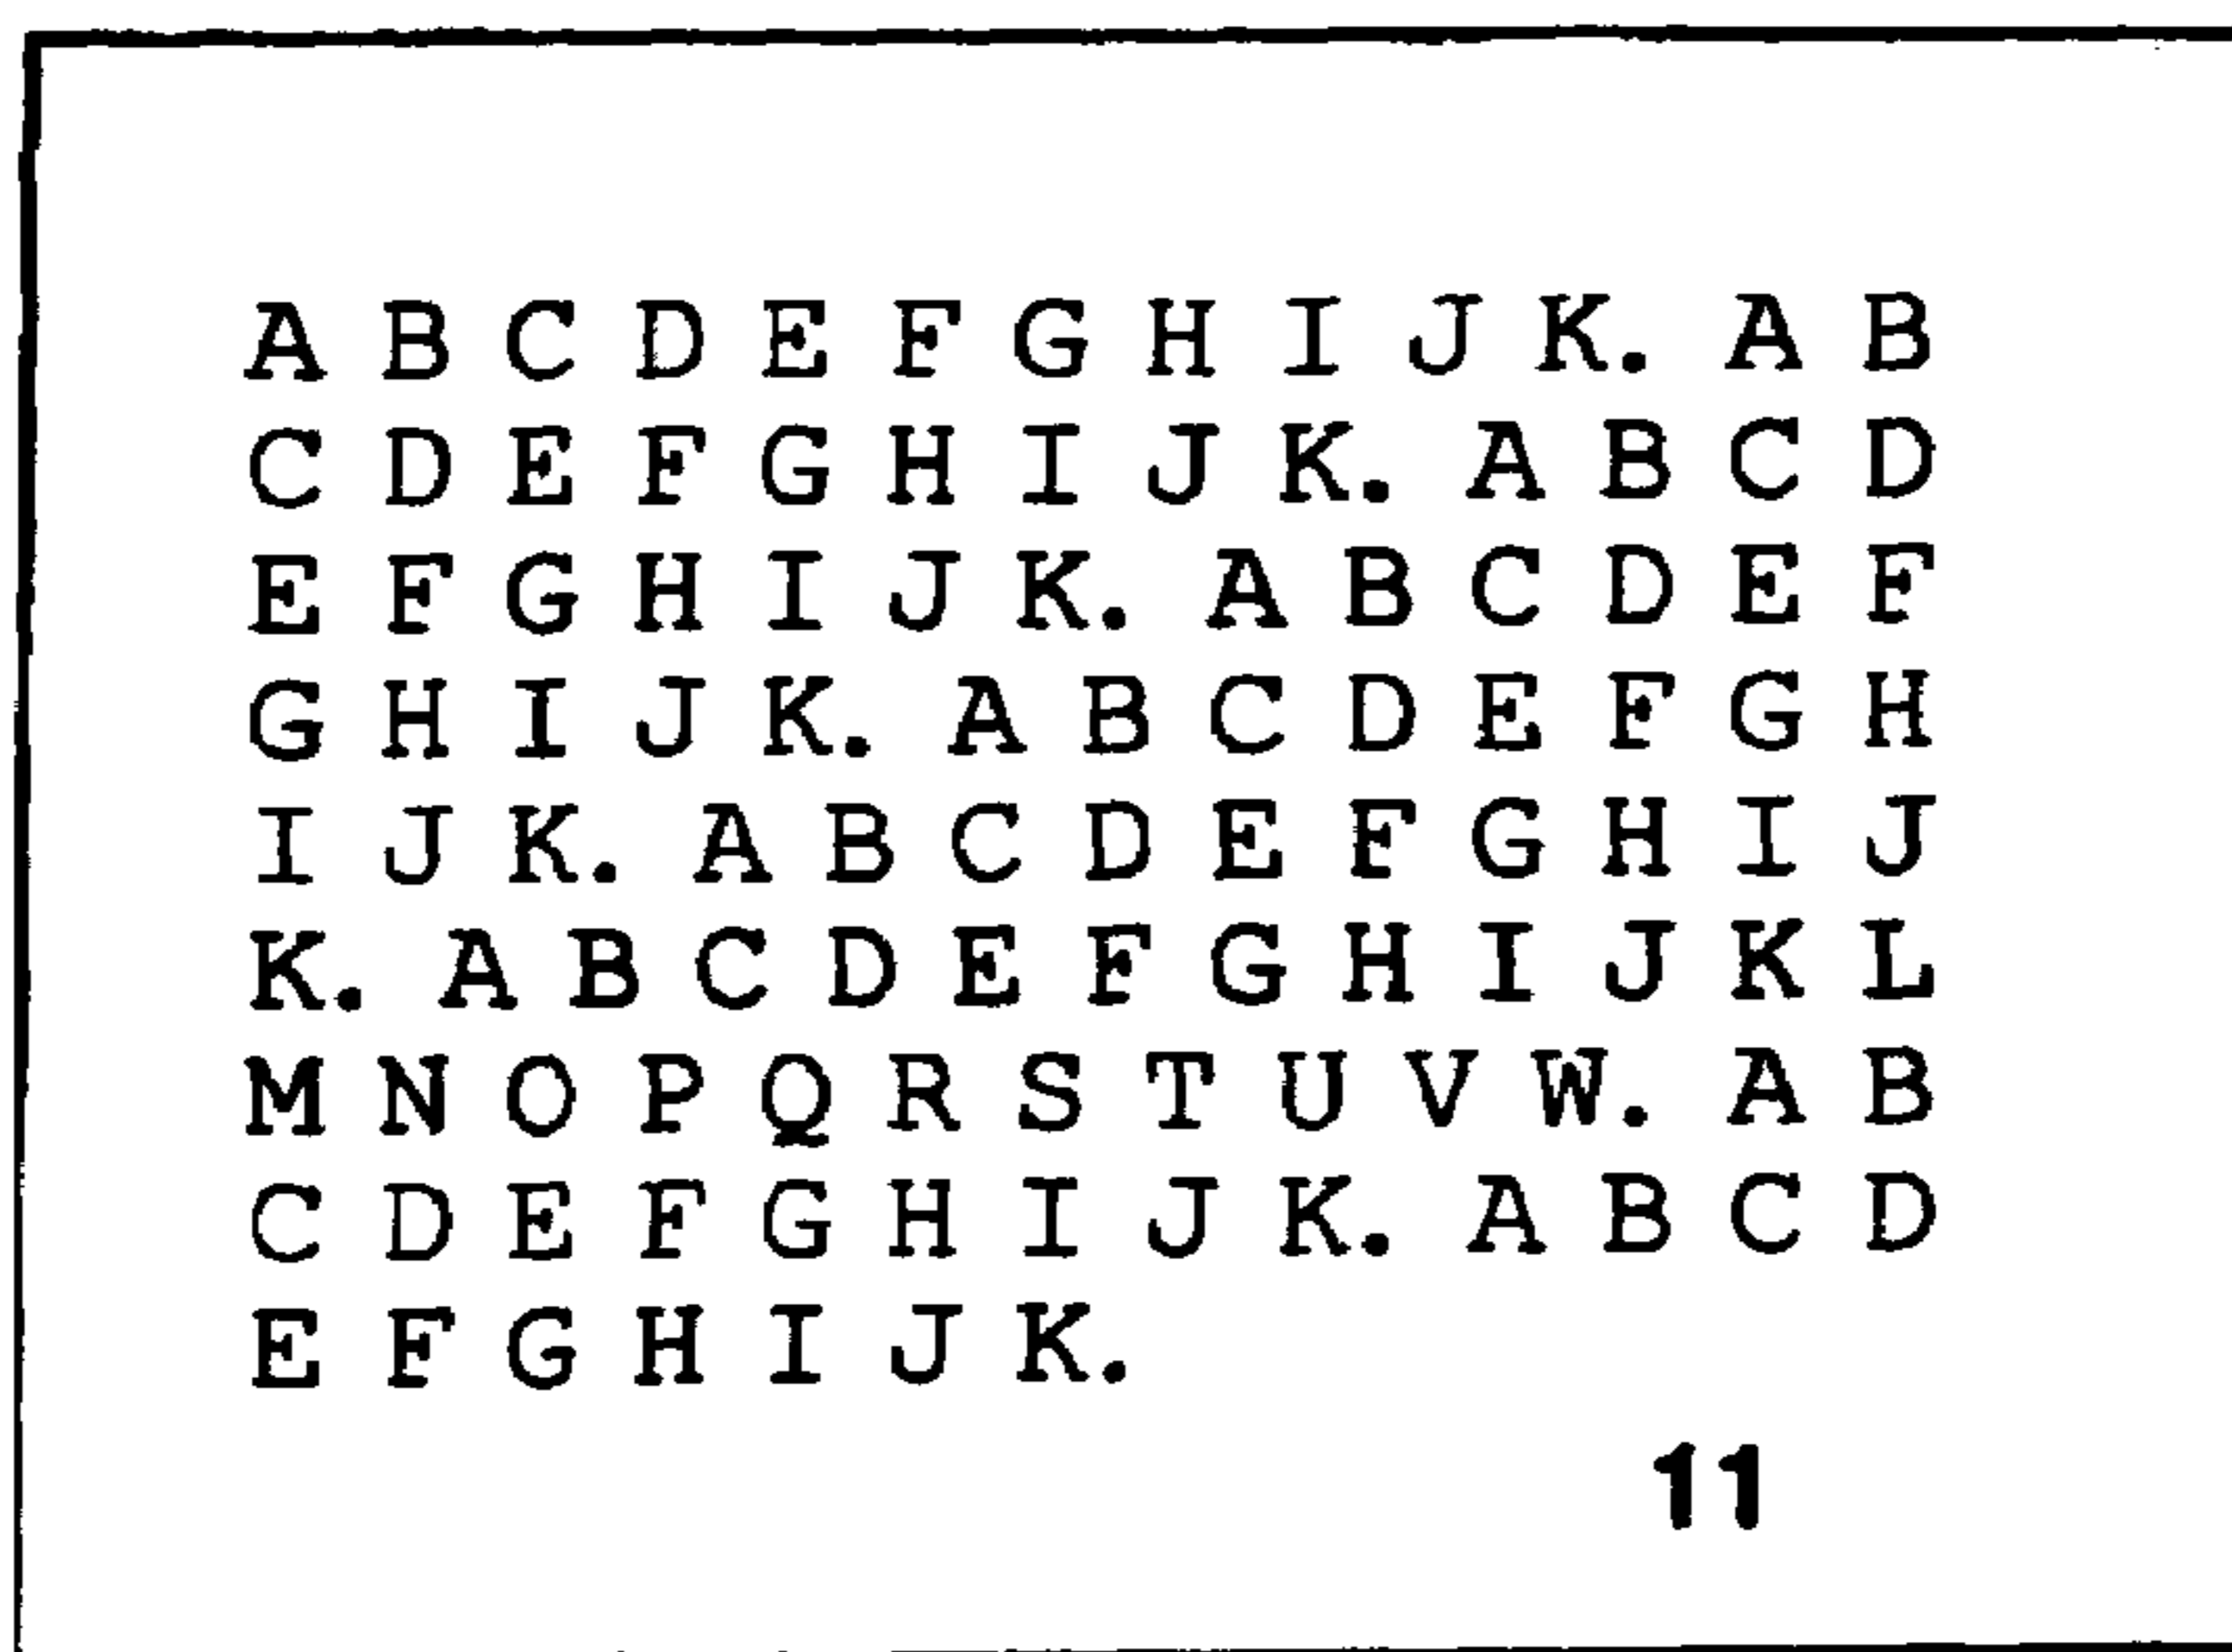 A B C D E F G H I J K. A B
C D E F G H I J K. A B C D
E F G H I J K. A B C D E F
G H I J K. A B C D E F G H
I J K. A B C D E F G H I J
K. A B C D E F G H I J K L
M N O P Q R S T U V W. A B
C D E F G H I J K. A B C D
E F G H I J K.
11